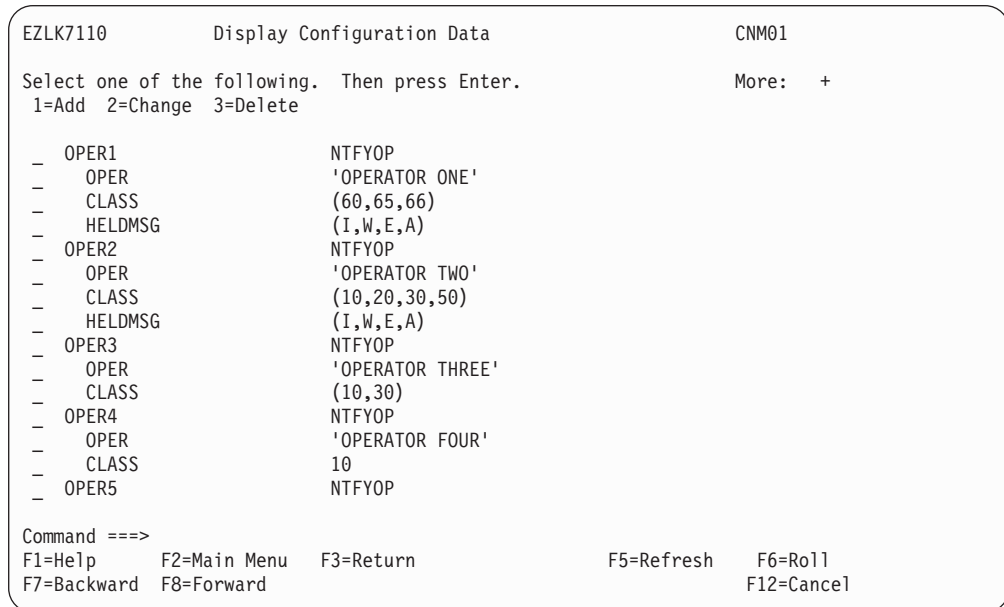 EZLK7110 Display Configuration Data CNM01
Select one of the following. Then press Enter. More: +
1=Add 2=Change 3=Delete
_ OPER1 NTFYOP
_ OPER 'OPERATOR ONE'
_ CLASS (60,65,66)
_ HELDMSG (I,W,E,A)
_ OPER2 NTFYOP
_ OPER 'OPERATOR TWO'
_ CLASS (10,20,30,50)
_ HELDMSG (I,W,E,A)
_ OPER3 NTFYOP
_ OPER 'OPERATOR THREE'
_ CLASS (10,30)
_ OPER4 NTFYOP
_ OPER 'OPERATOR FOUR'
_ CLASS 10
_ OPER5 NTFYOP
Command ===>
F1=Help F2=Main Menu F3=Return F5=Refresh F6=Roll
F7=Backward F8=Forward F12=Cancel